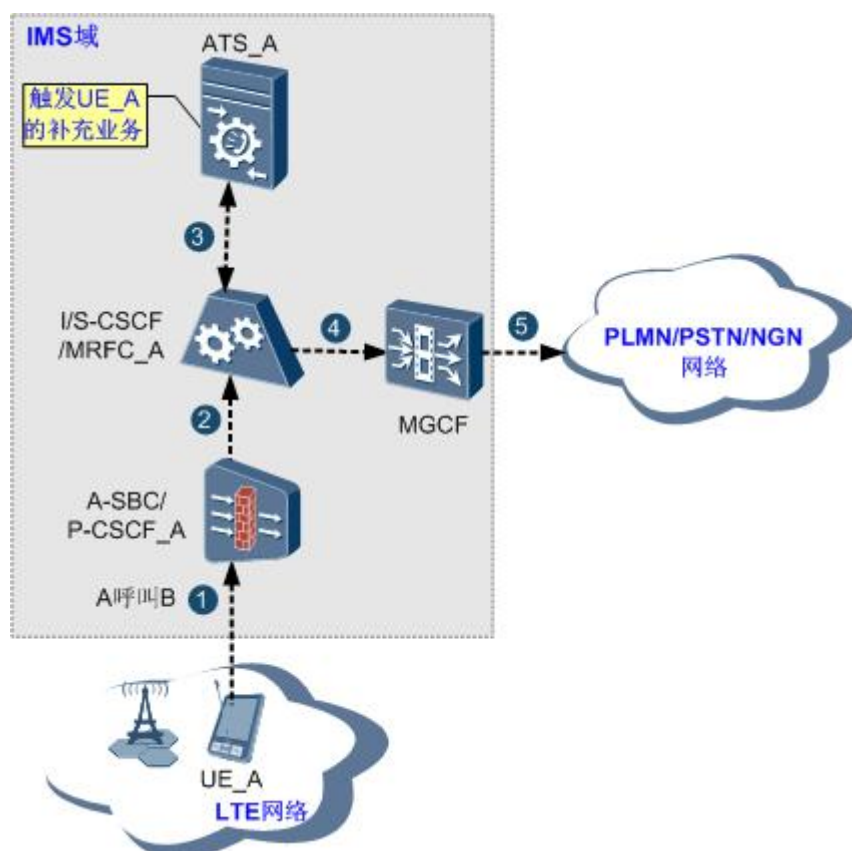 IMS域
ATS_A
触发UE_A
的补充业务
3
I/S-CSCF
/MRFC_A
4
5
PLMN/PSTN/NGN
网络
MGCF
2
A-SBC/
P-CSCF_A
A呼叫B
1
UE_A
LTE网络